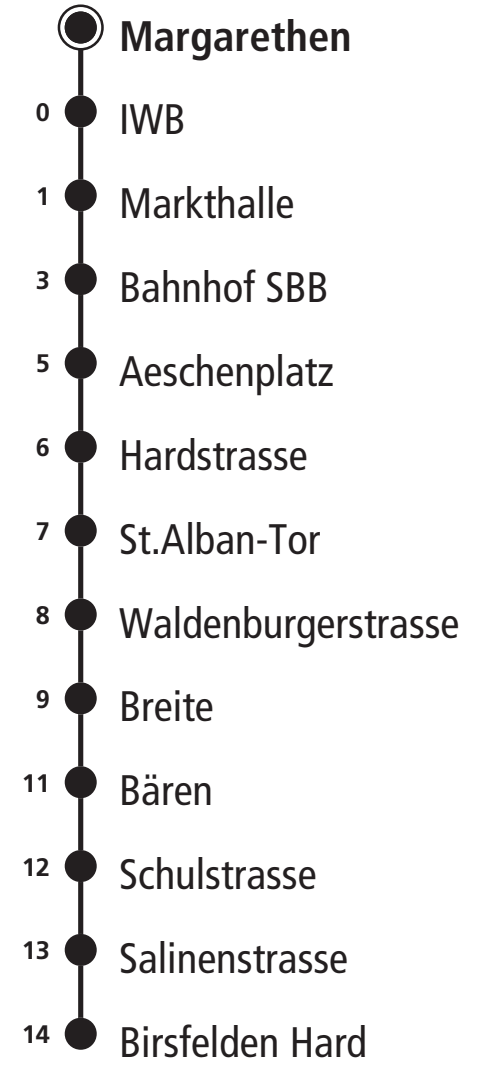 Margarethen
0 IWB
1 Markthalle
3 Bahnhof SBB
5 Aeschenplatz
6 Hardstrasse
7 St.Alban-Tor
8 Waldenburgerstrasse
9 Breite
11 Bären
12 Schulstrasse
13 Salinenstrasse
14 Birsfelden Hard